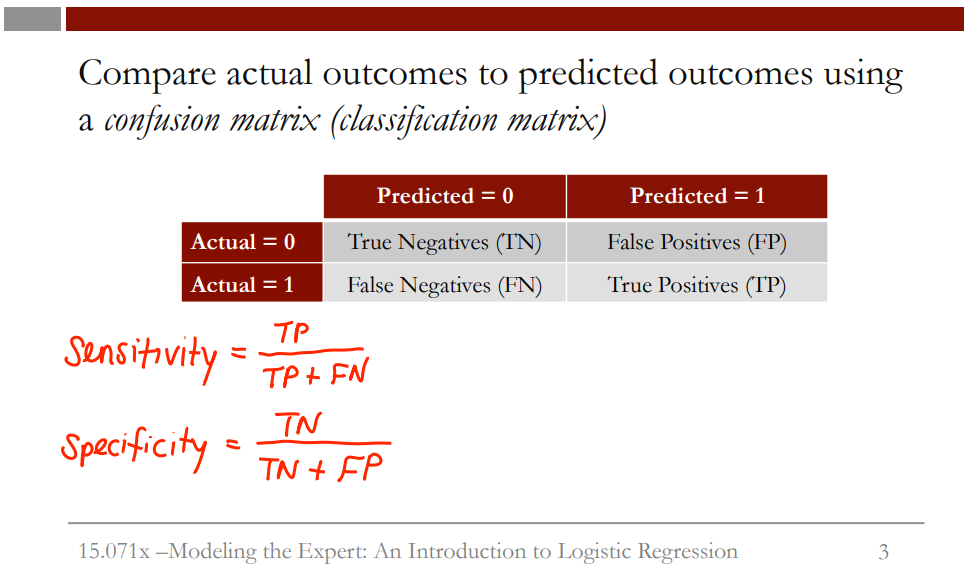 Compare actual outcomes to predicted outcomes using
a confusion matrix (classification matrix)
Predicted = 0 Predicted = 1
Actual = 0 True Negatives (TN) False Positives (FP)
Actual = 1 False Negatives (FN) True Positives (TP)
Sensitivity = TP / TP + FN
Specificity = TN / TN + FP
15.071x –Modeling the Expert: An Introduction to Logistic Regression 3